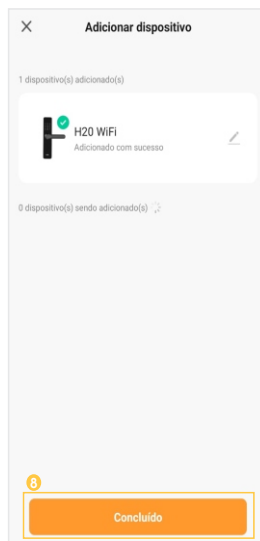 Adicionar dispositivo
1 dispositivo(s) adicionado(s)
H20 WiFi
Adicionado com sucesso
0 dispositivo(s) sendo adicionado(s)
8
Concluído